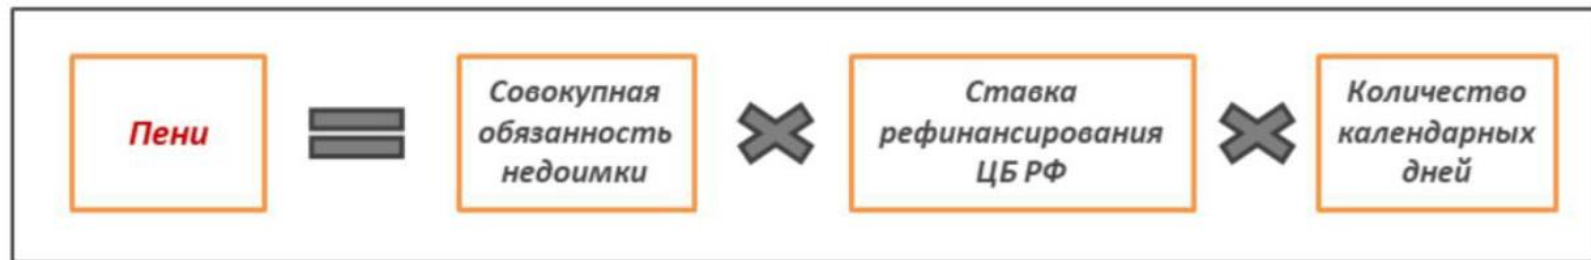 Пени
Совокупная
обязанность
недоимки
Ставка
рефинансирования
ЦБ РФ
Количество
календарных
дней